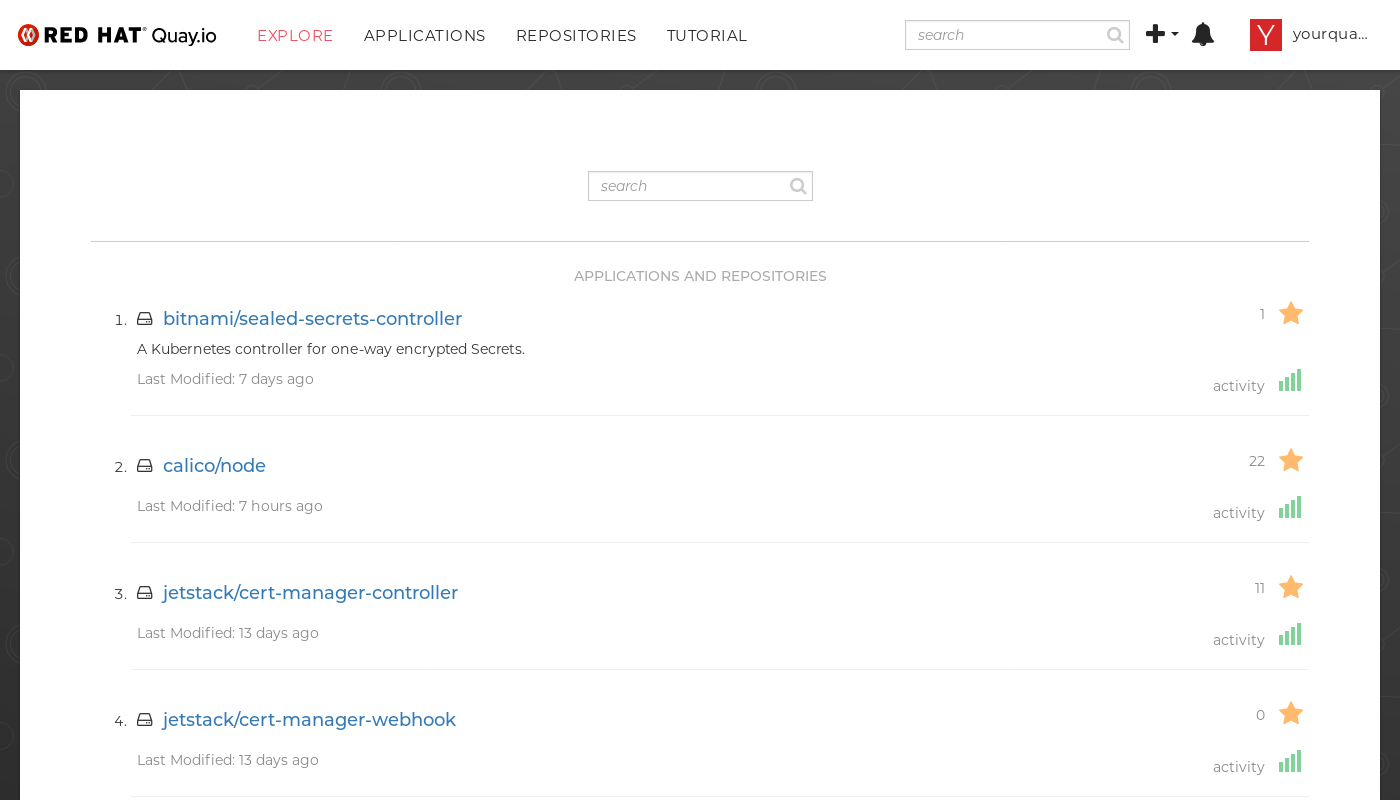 RED HAT® Quay.io EXPLORE APPLICATIONS REPOSITORIES TUTORIAL search Y yourqua...
search
APPLICATIONS AND REPOSITORIES
1. bitnami/sealed-secrets-controller 1
A Kubernetes controller for one-way encrypted Secrets.
Last Modified: 7 days ago activity
2. calico/node 22
Last Modified: 7 hours ago activity
3. jetstack/cert-manager-controller 11
Last Modified: 13 days ago activity
4. jetstack/cert-manager-webhook 0
Last Modified: 13 days ago activity